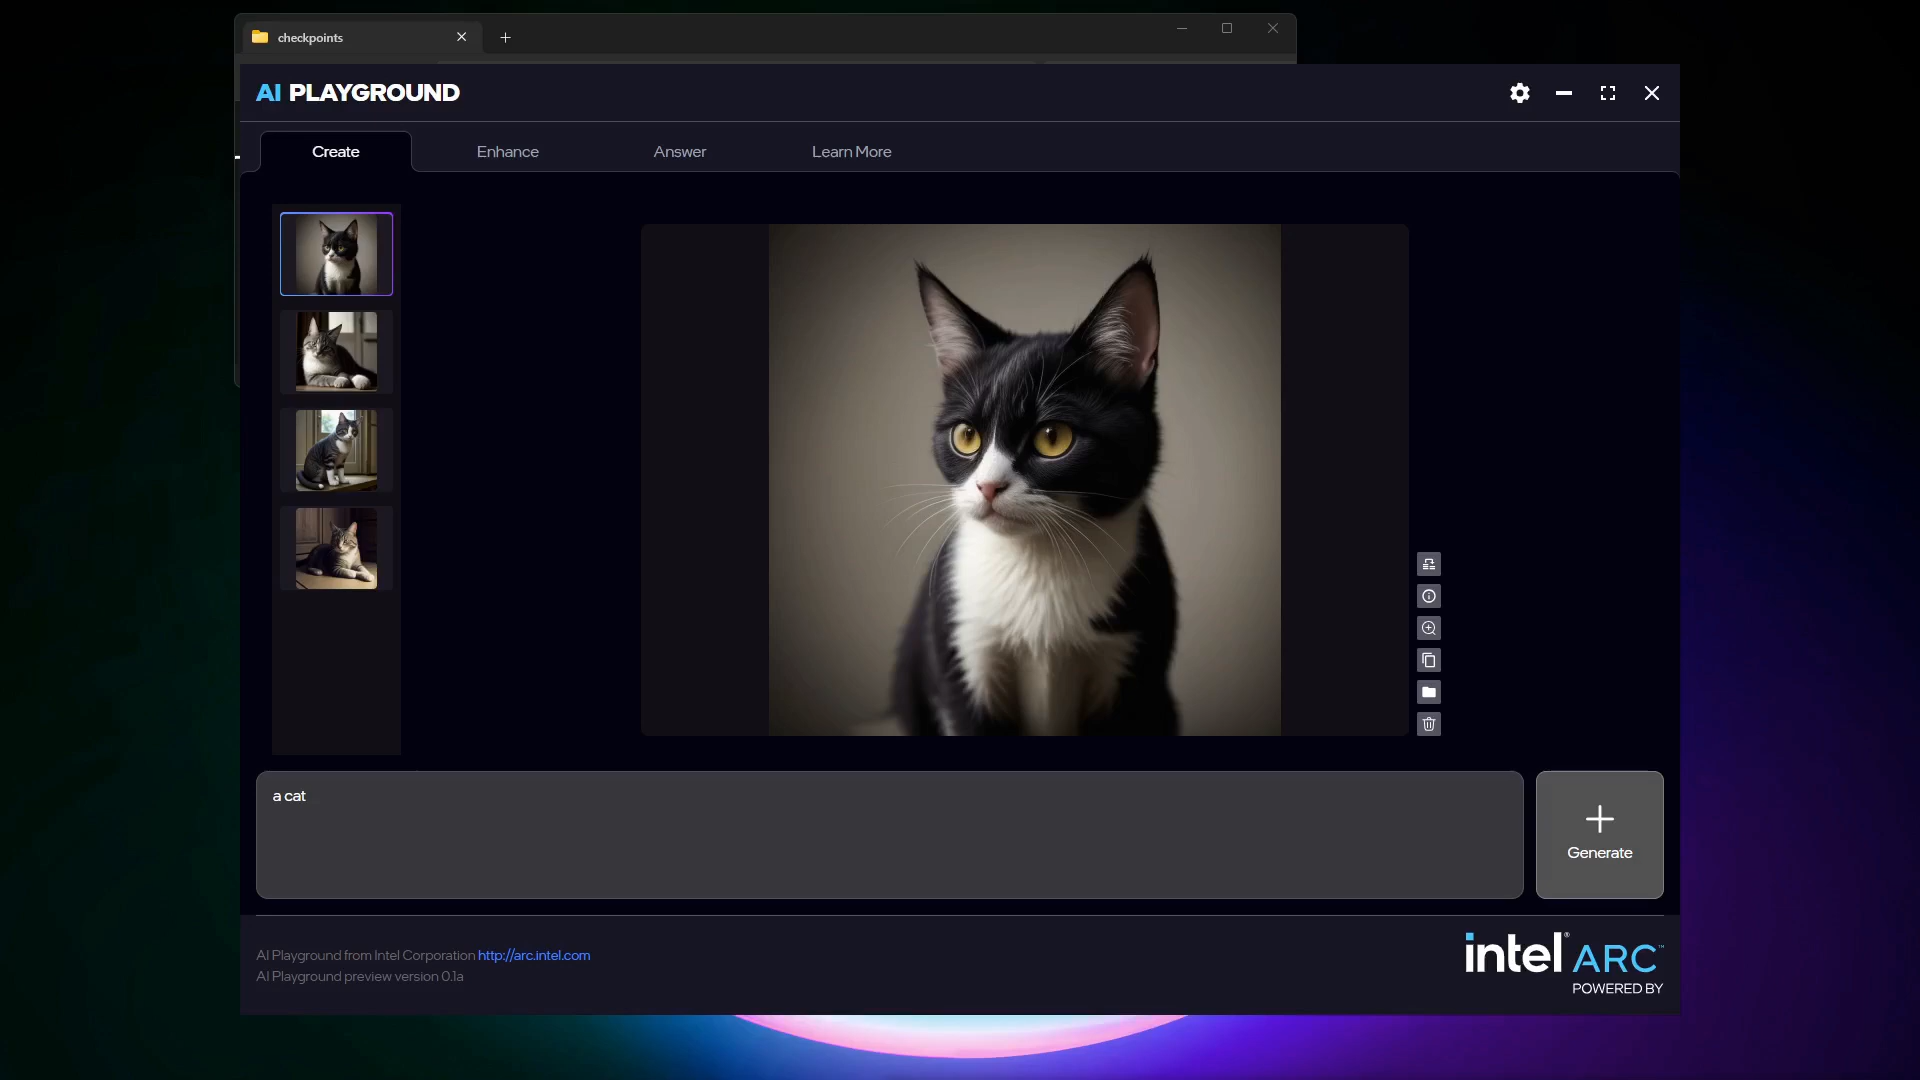 checkpoints
AI PLAYGROUND
Create
Enhance
Answer
Learn More
a cat
Generate
AI Playground from Intel Corporation http://arc.intel.com
AI Playground preview version 0.1a
intel® ARC™
POWERED BY